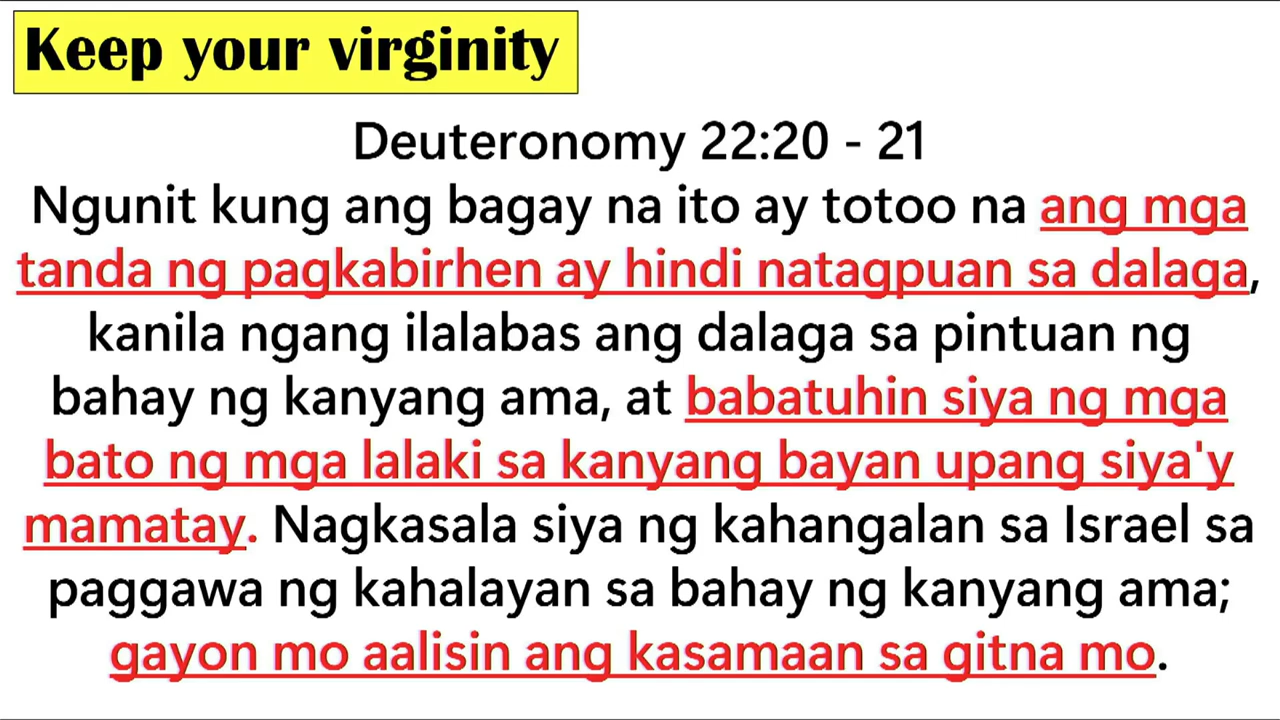 Keep your virginity
Deuteronomy 22:20 - 21
Ngunit kung ang bagay na ito ay totoo na ang mga
tanda ng pagkabirhen ay hindi natagpuan sa dalaga,
kanila ngang ilalabas ang dalaga sa pintuan ng
bahay ng kanyang ama, at babatuhin siya ng mga
bato ng mga lalaki sa kanyang bayan upang siya'y
mamatay. Nagkasala siya ng kahangalan sa Israel sa
paggawa ng kahalayan sa bahay ng kanyang ama;
gayon mo aalisin ang kasamaan sa gitna mo.